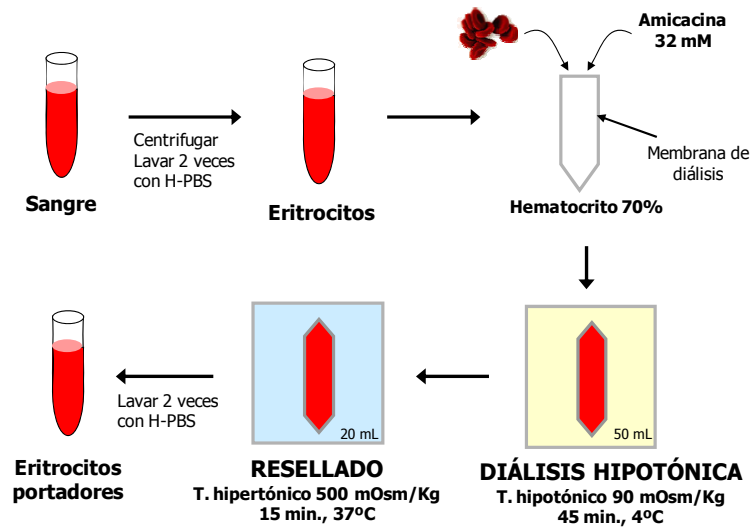 Amicacina
32 mM
Centrifugar
Lavar 2 veces
con H-PBS
Membrana de
diálisis
Sangre
Eritrocitos
Hematocrito 70%
50 mL
DIÁLISIS HIPOTÓNICA
T. hipotónico 90 mOsm/Kg
45 min., 4ºC
20 mL
RESELLADO
T. hipertónico 500 mOsm/Kg
15 min., 37ºC
Lavar 2 veces
con H-PBS
Eritrocitos
portadores